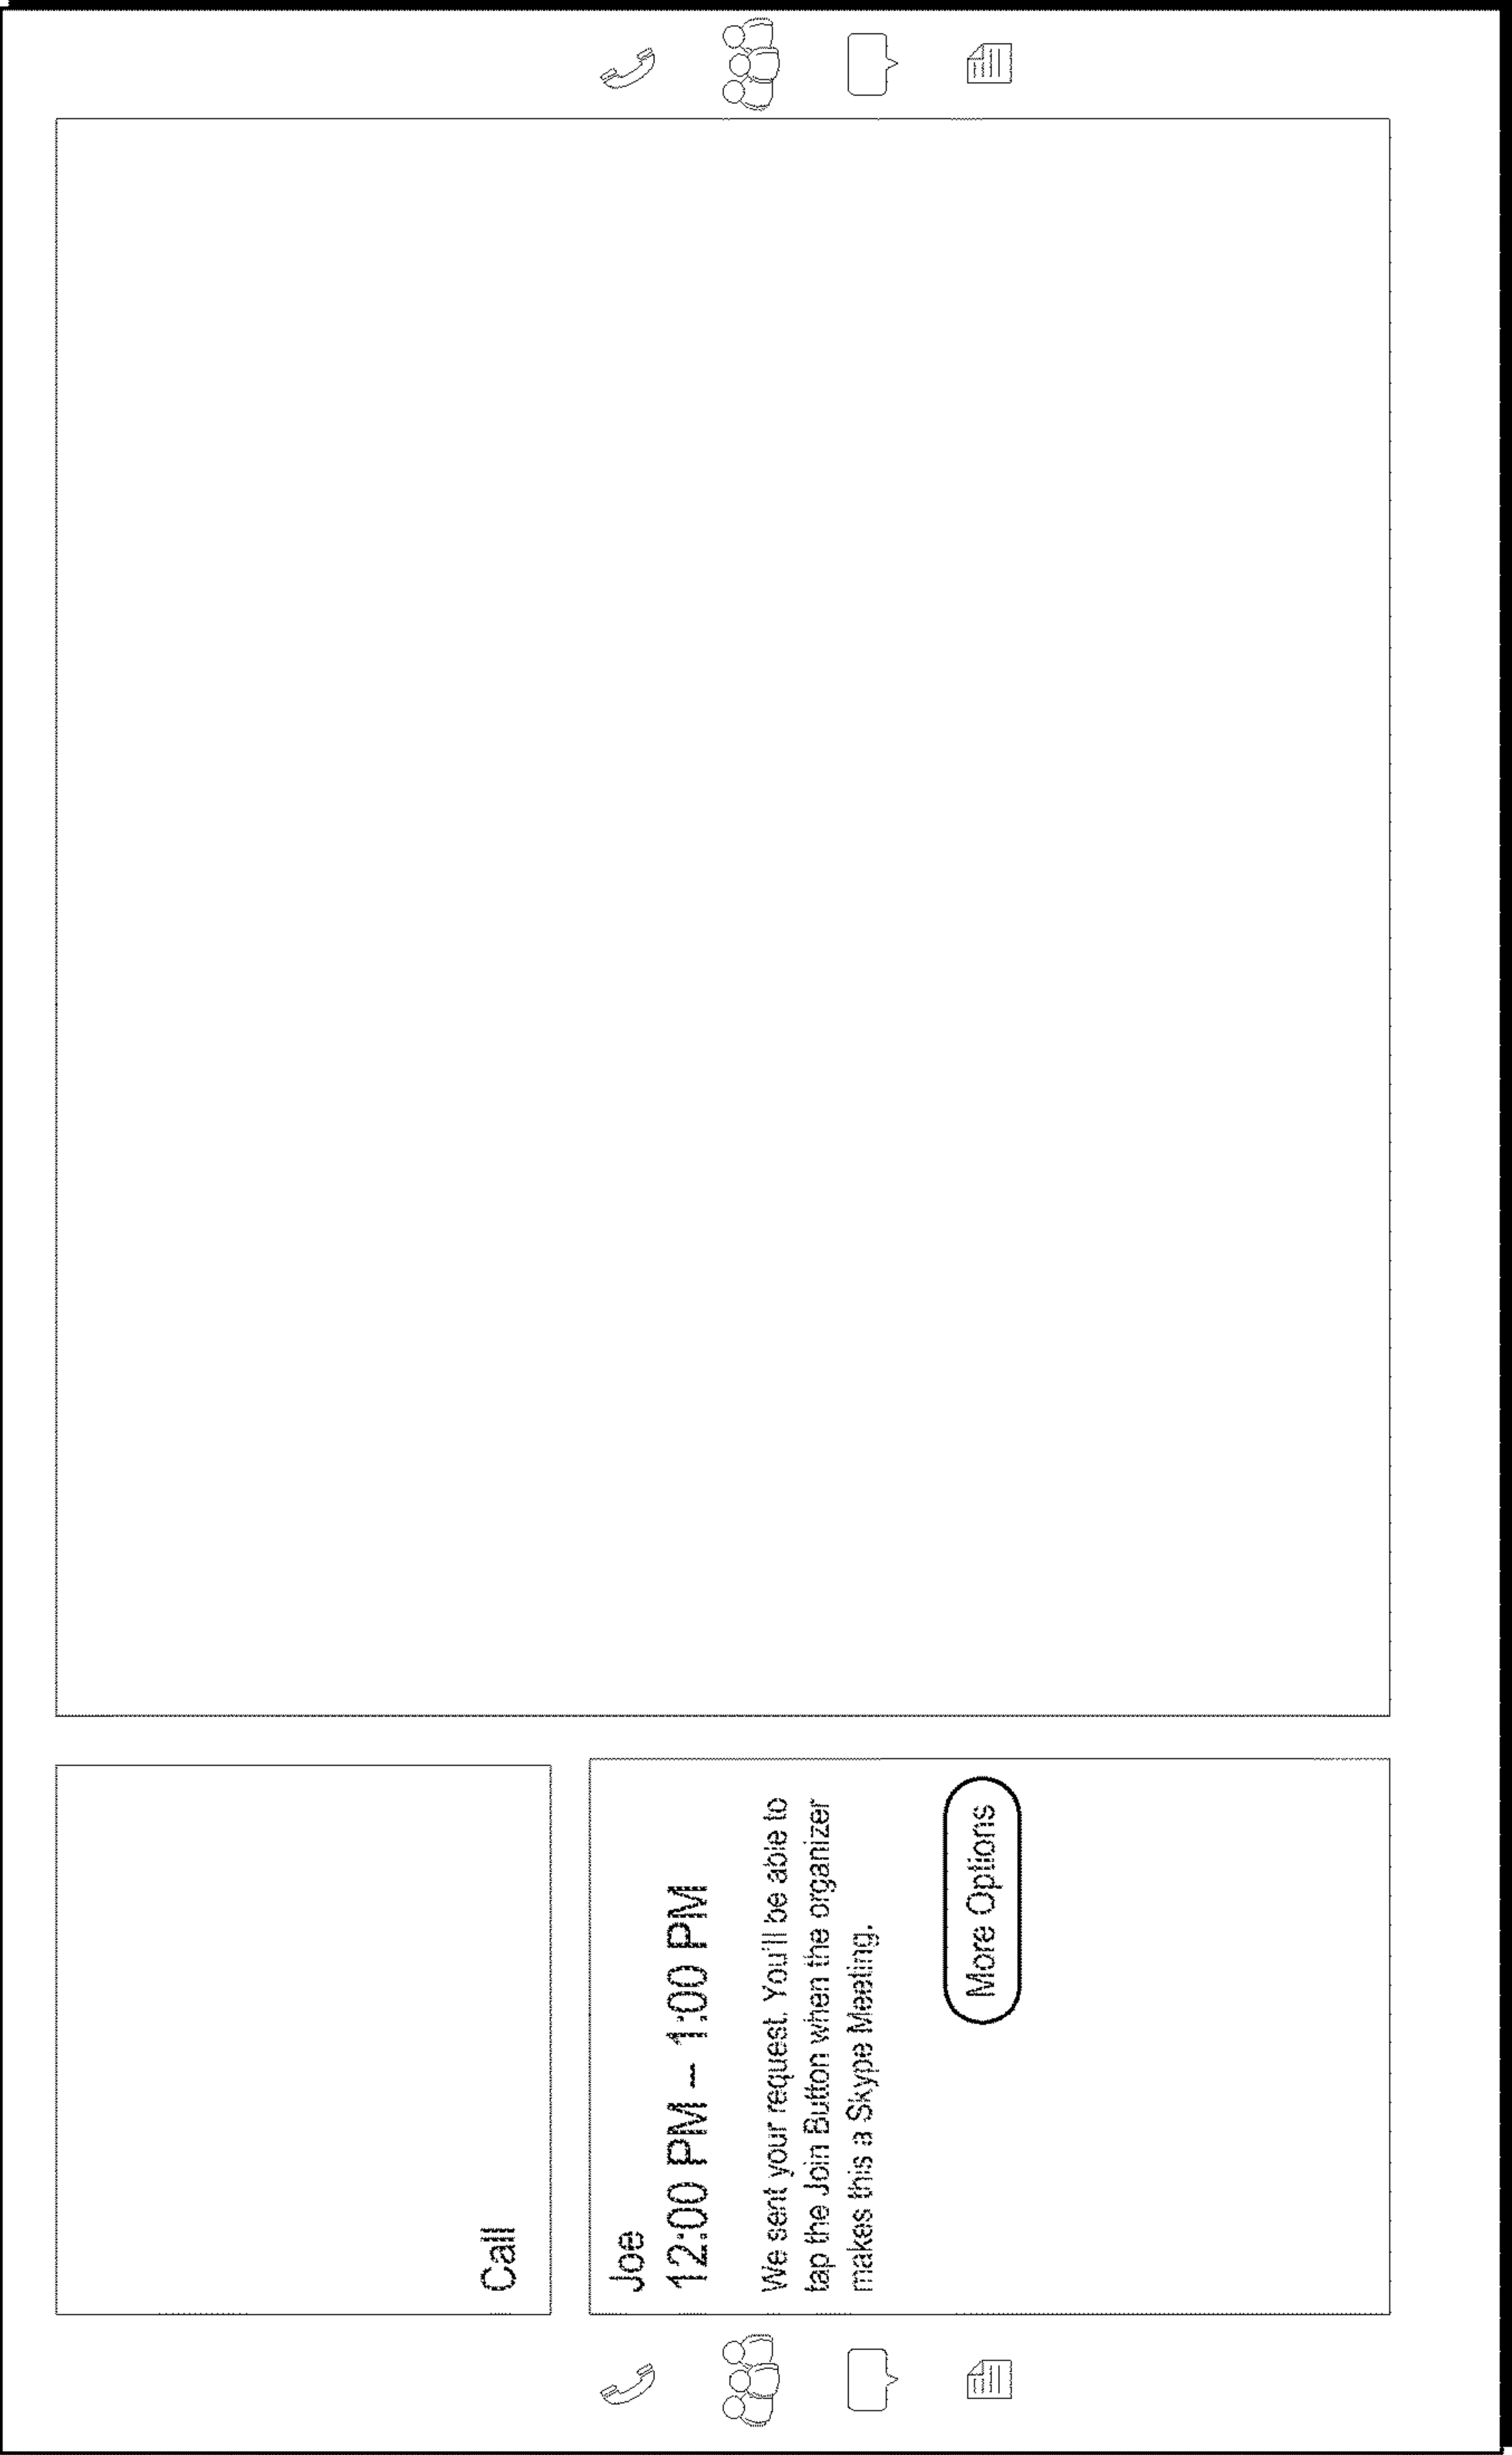 Call
Joe
12:00 PM – 1:00 PM
We sent your request. You'll be able to
tap the Join Button when the organizer
makes this a Skype Meeting.
More Options